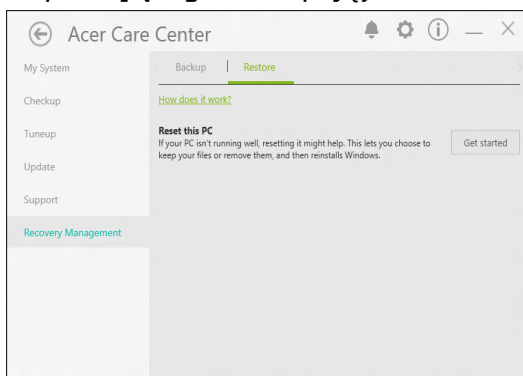 Acer Care Center
My System
Checkup
Tuneup
Update
Support
Recovery Management
Backup
Restore
How does it work?
Reset this PC
If your PC isn't running well, resetting it might help. This lets you choose to
keep your files or remove them, and then reinstalls Windows.
Get started